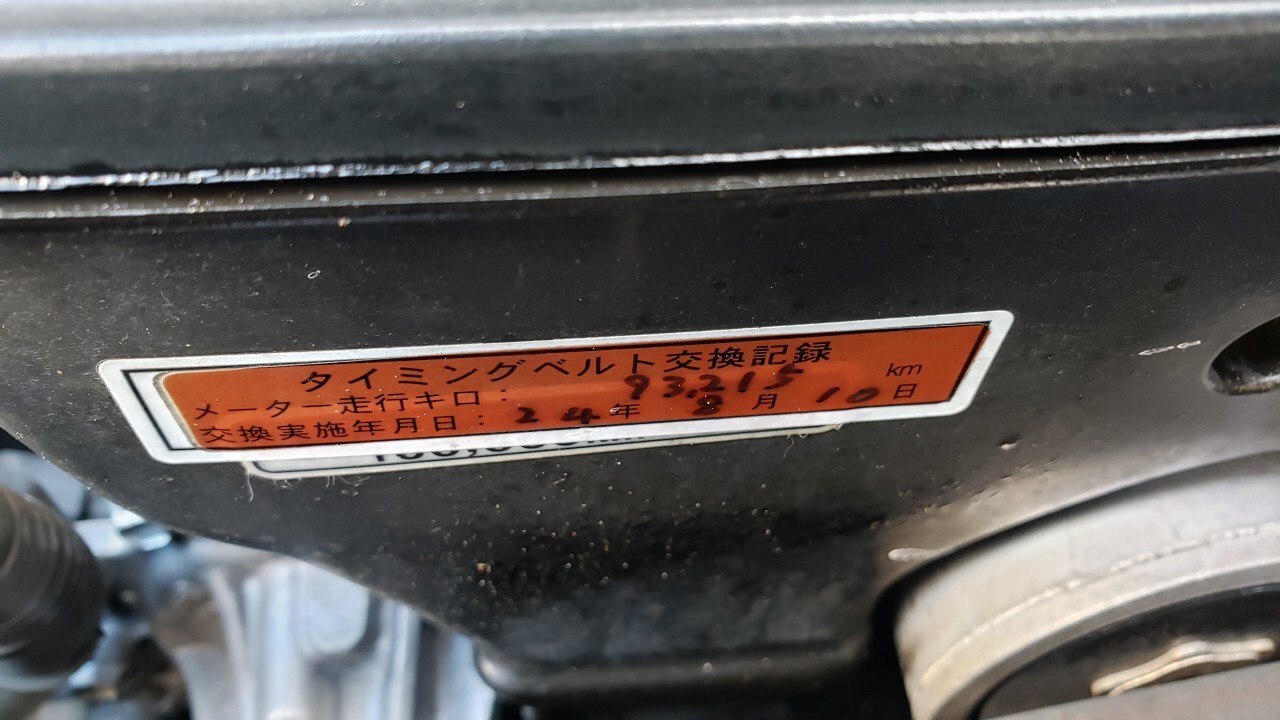 タイミングベルト交換記録
メーター走行キロ： 93,215 km
交換実施年月日： 24年 8月 10日